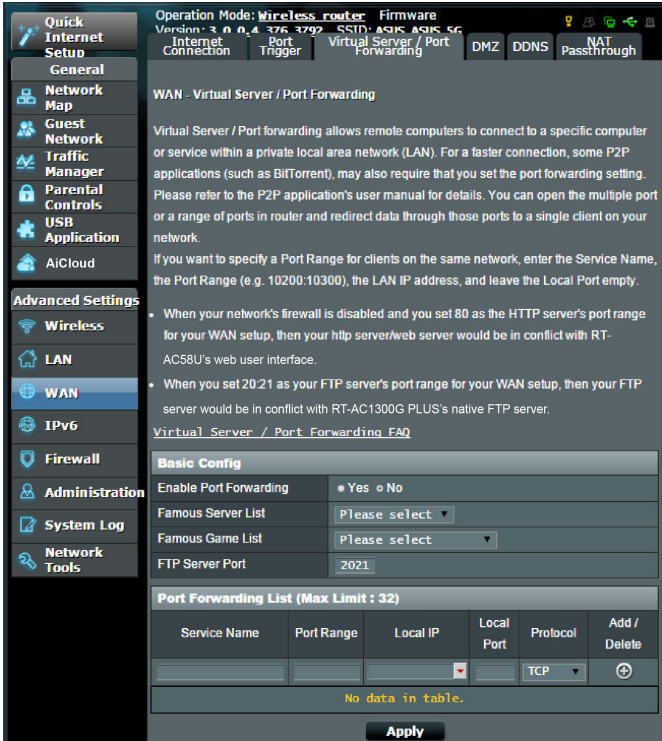 Quick
Internet
Setup
General
Network
Map
Guest
Network
Traffic
Manager
Parental
Controls
USB
Application
AiCloud
Advanced Settings
Wireless
LAN
WAN
IPv6
Firewall
Administration
System Log
Network
Tools
Operation Mode: Wireless router Firmware
Version: 3.0.0.4.376.3792 SSID: ASUS ASUS_5G
Internet
Connection
Port
Trigger
Virtual Server / Port
Forwarding
DMZ
DDNS
NAT
Passthrough
WAN - Virtual Server / Port Forwarding
Virtual Server / Port forwarding allows remote computers to connect to a specific computer
or service within a private local area network (LAN). For a faster connection, some P2P
applications (such as BitTorrent), may also require that you set the port forwarding setting.
Please refer to the P2P application's user manual for details. You can open the multiple port
or a range of ports in router and redirect data through those ports to a single client on your
network.
If you want to specify a Port Range for clients on the same network, enter the Service Name,
the Port Range (e.g. 10200:10300), the LAN IP address, and leave the Local Port empty.
• When your network's firewall is disabled and you set 80 as the HTTP server's port range
for your WAN setup, then your http server/web server would be in conflict with RT-
AC58U's web user interface.
• When you set 20:21 as your FTP server's port range for your WAN setup, then your FTP
server would be in conflict with RT-AC1300G PLUS's native FTP server.
Virtual Server / Port Forwarding FAQ
Basic Config
Enable Port Forwarding Yes No
Famous Server List Please select
Famous Game List Please select
FTP Server Port 2021
Port Forwarding List (Max Limit : 32)
Service Name Port Range Local IP Local Port Protocol Add / Delete
TCP
No data in table.
Apply